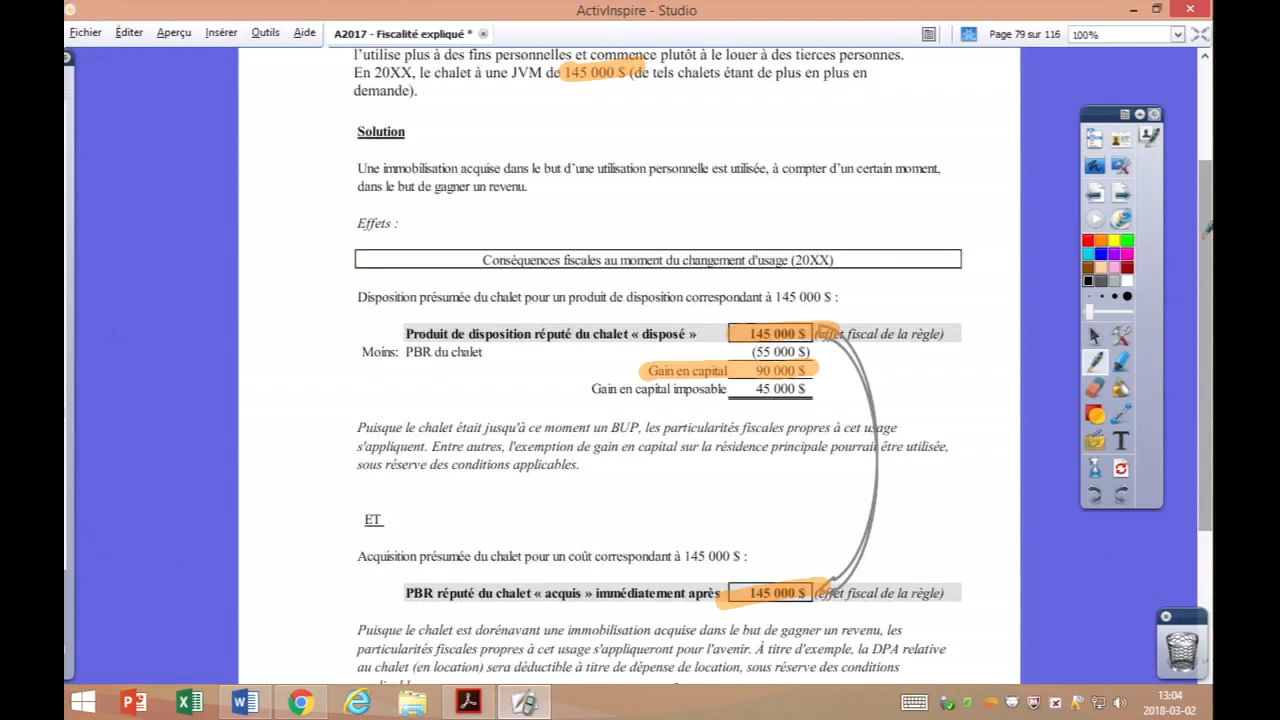 ActivInspire - Studio
Fichier Éditer Aperçu Insérer Outils Aide
A2017 - Fiscalité expliqué *
Page 79 sur 116
100%
l'utilise plus à des fins personnelles et commence plutôt à le louer à des tierces personnes.
En 20XX, le chalet à une JVM de 145 000 $ (de tels chalets étant de plus en plus en
demande).
Solution
Une immobilisation acquise dans le but d'une utilisation personnelle est utilisée, à compter d'un certain moment,
dans le but de gagner un revenu.
Effets :
Conséquences fiscales au moment du changement d'usage (20XX)
Disposition présumée du chalet pour un produit de disposition correspondant à 145 000 $ :
Produit de disposition réputé du chalet « disposé » 145 000 $ (effet fiscal de la règle)
Moins: PBR du chalet (55 000 $)
Gain en capital 90 000 $
Gain en capital imposable 45 000 $
Puisque le chalet était jusqu'à ce moment un BUP, les particularités fiscales propres à cet usage
s'appliquent. Entre autres, l'exemption de gain en capital sur la résidence principale pourrait être utilisée,
sous réserve des conditions applicables.
ET
Acquisition présumée du chalet pour un coût correspondant à 145 000 $ :
PBR réputé du chalet « acquis » immédiatement après 145 000 $ (effet fiscal de la règle)
Puisque le chalet est dorénavant une immobilisation acquise dans le but de gagner un revenu, les
particularités fiscales propres à cet usage s'appliqueront pour l'avenir. À titre d'exemple, la DPA relative
au chalet (en location) sera déductible à titre de dépense de location, sous réserve des conditions
13:04
2018-03-02